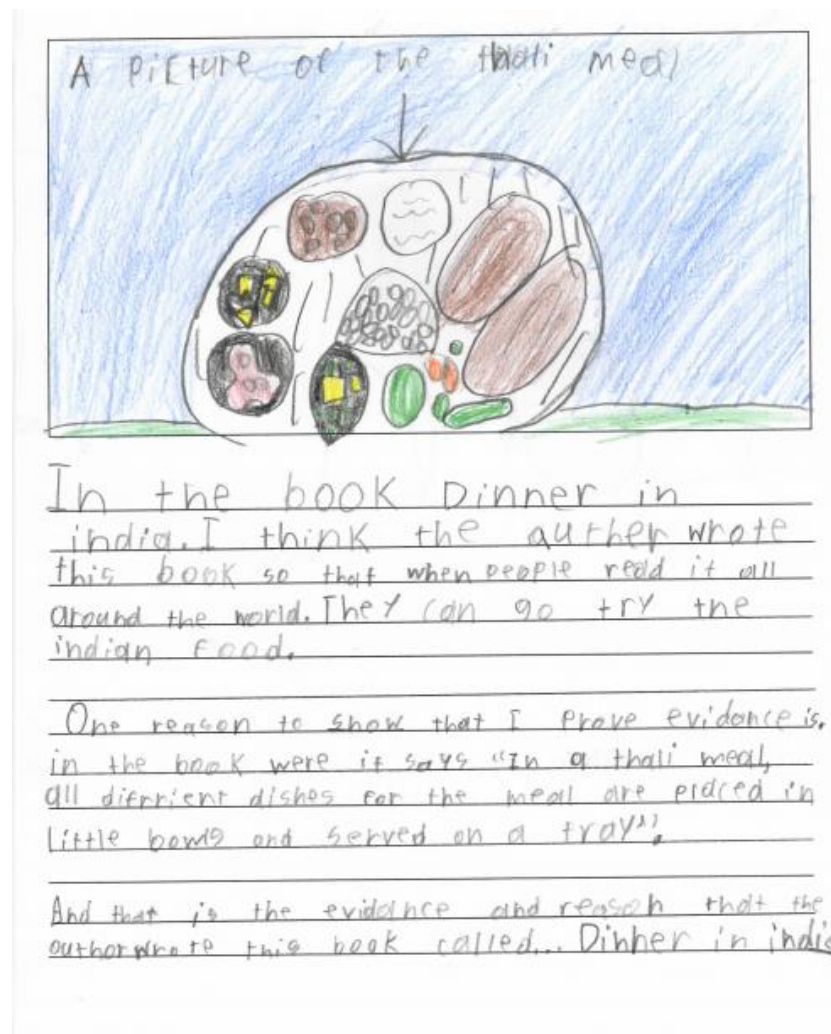 A picture of the thali meal
In the book Dinner in
india. I think the auther wrote
this book so that when people read it all
around the world. They can go try the
indian food.
One reason to show that I Prove evidance is.
in the book were it says "In a thali meal,
all difrrient dishes for the meal are placed in
little bowls and served on a tray".
And that is the evidance and reason that the
author wrote this book called... Dinner in india